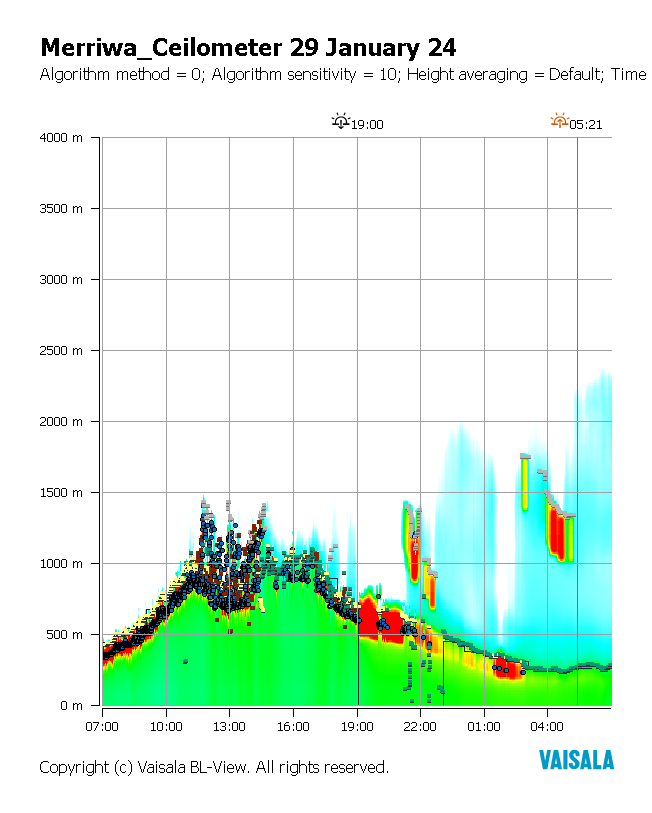 Merriwa_Ceilometer 29 January 24
Algorithm method = 0; Algorithm sensitivity = 10; Height averaging = Default; Time
19:00 05:21
4000 m
3500 m
3000 m
2500 m
2000 m
1500 m
1000 m
500 m
0 m
07:00 10:00 13:00 16:00 19:00 22:00 01:00 04:00
Copyright (c) Vaisala BL-View. All rights reserved.
VAISALA